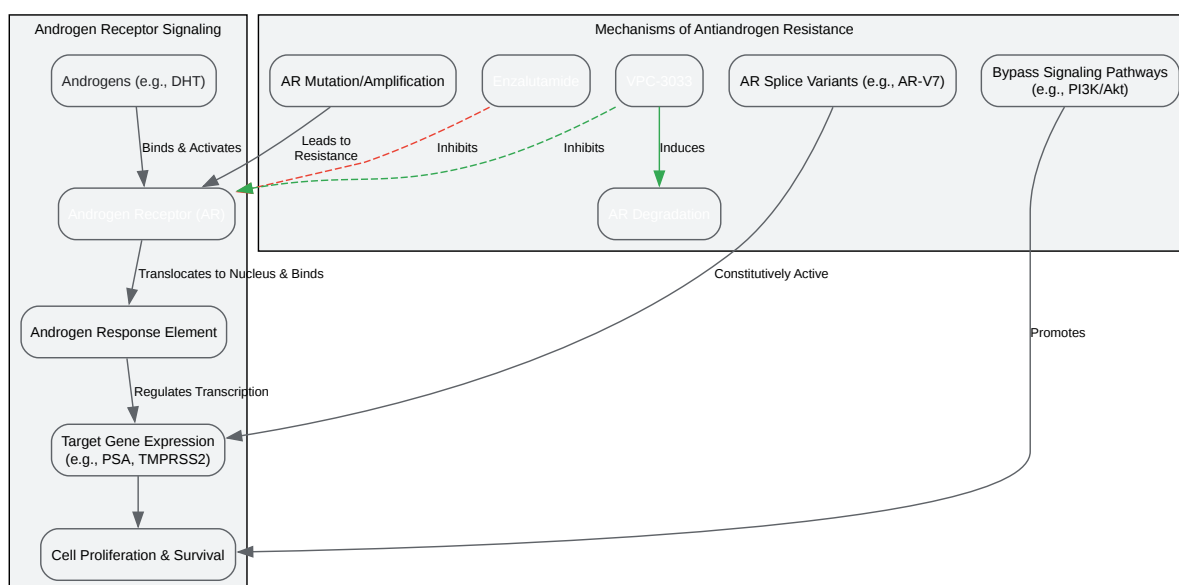 Androgen Receptor Signaling
Mechanisms of Antiandrogen Resistance
Androgens (e.g., DHT)
AR Mutation/Amplification
Enzalutamide
VPC-3033
AR Splice Variants (e.g., AR-V7)
Bypass Signaling Pathways
(e.g., PI3K/Akt)
Binds & Activates
Leads to
Resistance
Inhibits
Inhibits
Induces
Androgen Receptor (AR)
AR Degradation
Translocates to Nucleus & Binds
Constitutively Active
Androgen Response Element
Promotes
Regulates Transcription
Target Gene Expression
(e.g., PSA, TMPRSS2)
Cell Proliferation & Survival